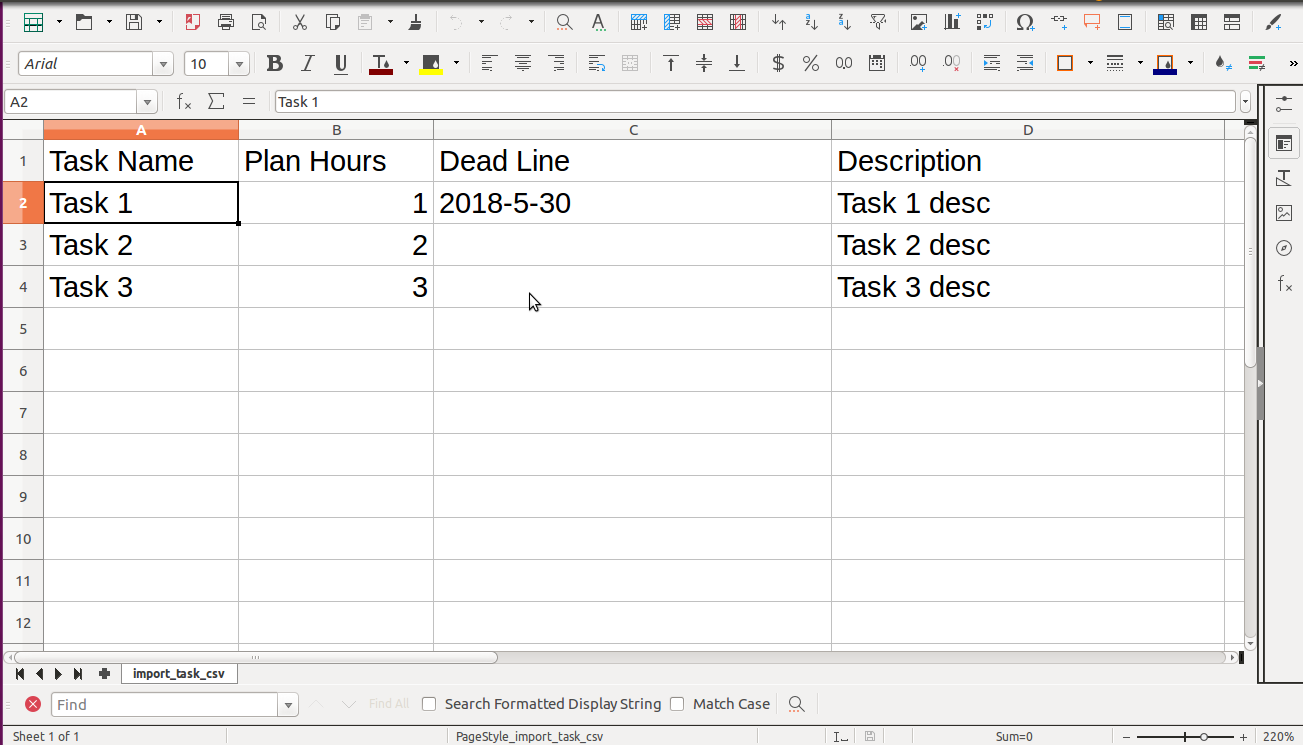 Arial 10
A2 Task 1
A B C D
1 Task Name Plan Hours Dead Line Description
2 Task 1 1 2018-5-30 Task 1 desc
3 Task 2 2 Task 2 desc
4 Task 3 3 Task 3 desc
5
6
7
8
9
10
11
12
import_task_csv
Find Find All Search Formatted Display String Match Case
Sheet 1 of 1 PageStyle_import_task_csv Sum=0 220%